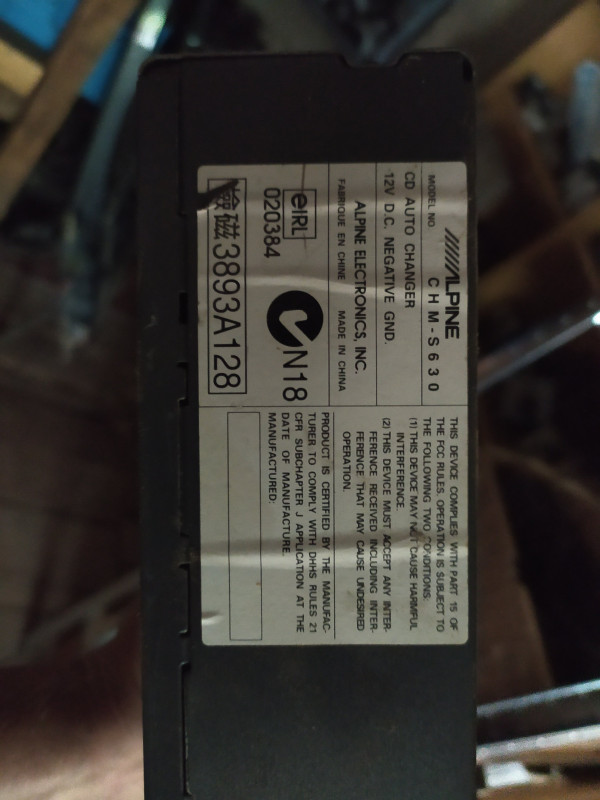 ALPINE
MODEL NO. CHM-S630
CD AUTO CHANGER
12V D.C. NEGATIVE GND.
ALPINE ELECTRONICS, INC.
FABRIQUE EN CHINE MADE IN CHINA
eIRL
020384
N18
檢磁3893A128
THIS DEVICE COMPLIES WITH PART 15 OF
THE FCC RULES. OPERATION IS SUBJECT TO
THE FOLLOWING TWO CONDITIONS:
(1) THIS DEVICE MAY NOT CAUSE HARMFUL
INTERFERENCE.
(2) THIS DEVICE MUST ACCEPT ANY INTER-
FERENCE RECEIVED INCLUDING INTER-
FERENCE THAT MAY CAUSE UNDESIRED
OPERATION.
PRODUCT IS CERTIFIED BY THE MANUFAC-
TURER TO COMPLY WITH DHHS RULES 21
CFR SUBCHAPTER J APPLICATION AT THE
DATE OF MANUFACTURE.
MANUFACTURED: